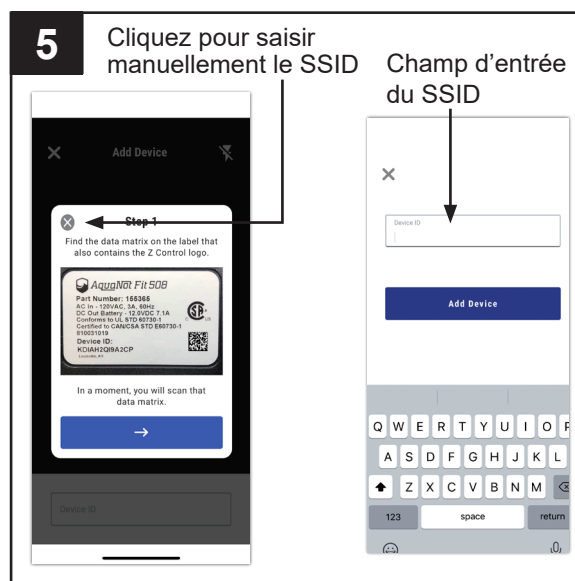 5
Cliquez pour saisir
manuellement le SSID
Champ d'entrée
du SSID
Add Device
Step 1
Find the data matrix on the label that
also contains the Z Control logo.
AquaNot Fit 508
Part Number: 155365
AC In - 120VAC, 3A, 60Hz
DC Out Battery - 12.0VDC 7.1A
Conforms to UL STD 60730-1
Certified to CAN/CSA STD E60730-1
810031019
Device ID:
KDIAH2QI9A2CP
Louisville, KY
C US
In a moment, you will scan that
data matrix.
Device ID
Device ID
Add Device
Q W E R T Y U I O P
A S D F G H J K L
Z X C V B N M
123 space return